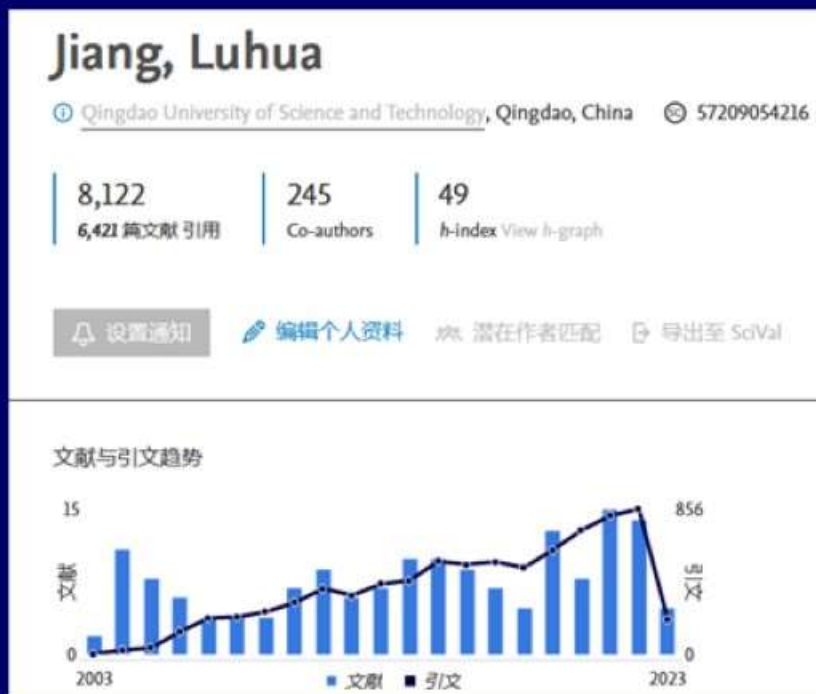 Jiang, Luhua
Qingdao University of Science and Technology, Qingdao, China SC 57209054216
8,122 245 49
6,421 篇文献 引用 Co-authors h-index View h-graph
设置通知 编辑个人资料 潜在作者匹配 导出至 SciVal
文献与引文趋势
15 856
文献 引文
0 0
2003 文献 引文 2023